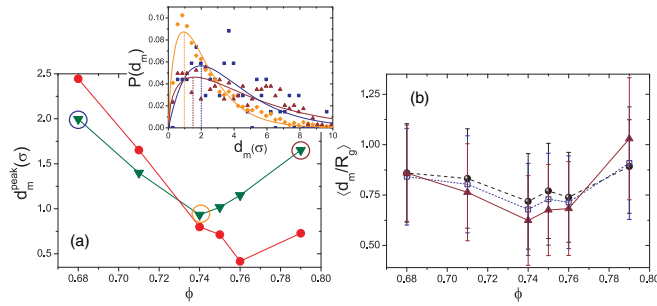 0.10
0.08
0.06
0.04
0.02
0.00
P(d_m)
0 2 4 6 8 10
d_m(σ)
2.5
2.0
1.5
1.0
0.5
d_m^peak(σ)
(a)
0.68 0.70 0.72 0.74 0.76 0.78 0.80
ϕ
1.25
1.00
0.75
0.50
⟨d_m/R_g⟩
(b)
0.68 0.70 0.72 0.74 0.76 0.78 0.80
ϕ